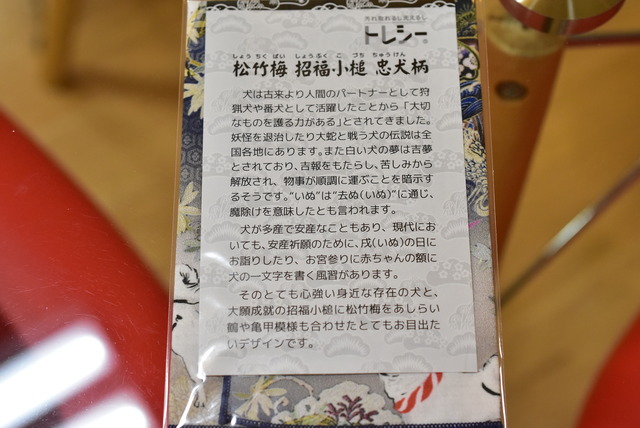 汚れ触れるし洗えるし
トレシー®
しょう ちく ばい しょうふく こ づち ちゅうけん
松竹梅 招福小槌 忠犬柄
犬は古来より人間のパートナーとして狩
猟犬や番犬として活躍したことから「大切
なものを護る力がある」とされてきました。
妖怪を退治したり大蛇と戦う犬の伝説は全
国各地にあります。また白い犬の夢は吉夢
とされており、吉報をもたらし、苦しみから
解放され、物事が順調に運ぶことを暗示す
るそうです。“いぬ”は“去ぬ(いぬ)”に通じ、
魔除けを意味したとも言われます。
犬が多産で安産なこともあり、現代にお
いても、安産祈願のために、戌(いぬ)の日に
お詣りしたり、お宮参りに赤ちゃんの額に
犬の一文字を書く風習があります。
そのとても心強い身近な存在の犬と、
大願成就の招福小槌に松竹梅をあしらい
鶴や亀甲模様も合わせたとてもお目出た
いデザインです。